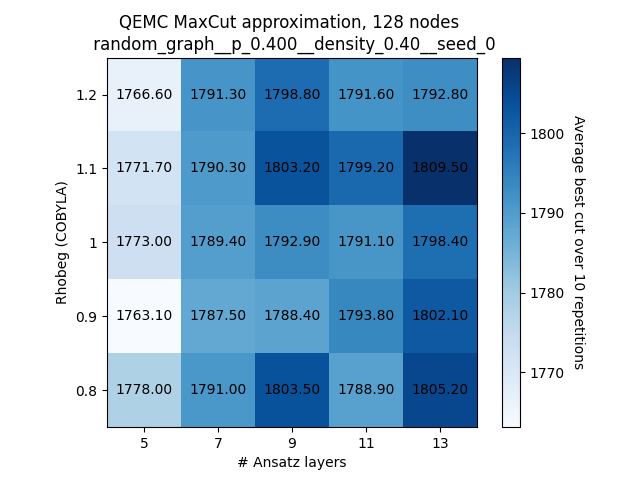 QEMC MaxCut approximation, 128 nodes
random_graph__p_0.400__density_0.40__seed_0
Rhobeg (COBYLA)
1.2 1766.60 1791.30 1798.80 1791.60 1792.80
1.1 1771.70 1790.30 1803.20 1799.20 1809.50
1 1773.00 1789.40 1792.90 1791.10 1798.40
0.9 1763.10 1787.50 1788.40 1793.80 1802.10
0.8 1778.00 1791.00 1803.50 1788.90 1805.20
5 7 9 11 13
# Ansatz layers
1800
1790
1780
1770
Average best cut over 10 repetitions